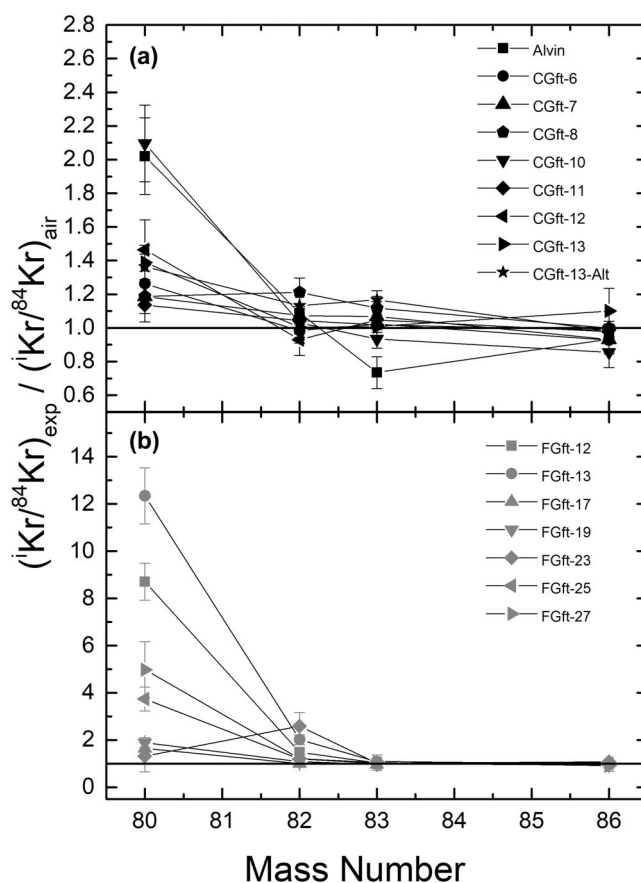 (ⁱKr/⁸⁴Kr)exp / (ⁱKr/⁸⁴Kr)air
2.8
2.6
2.4
2.2
2.0
1.8
1.6
1.4
1.2
1.0
0.8
0.6
(a)
Alvin
CGft-6
CGft-7
CGft-8
CGft-10
CGft-11
CGft-12
CGft-13
CGft-13-Alt
14
12
10
8
6
4
2
0
(b)
FGft-12
FGft-13
FGft-17
FGft-19
FGft-23
FGft-25
FGft-27
80 81 82 83 84 85 86
Mass Number